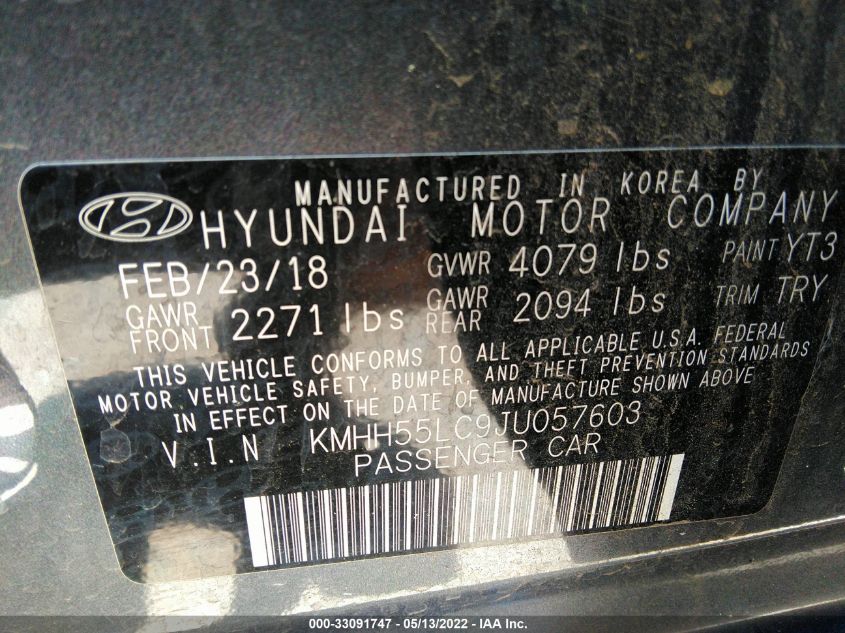 MANUFACTURED IN KOREA BY
HYUNDAI MOTOR COMPANY
FEB/23/18 GVWR 4079 lbs PAINT YT3
GAWR FRONT 2271 lbs GAWR REAR 2094 lbs TRIM TRY
THIS VEHICLE CONFORMS TO ALL APPLICABLE U.S.A. FEDERAL
MOTOR VEHICLE SAFETY, BUMPER, AND THEFT PREVENTION STANDARDS
IN EFFECT ON THE DATE OF MANUFACTURE SHOWN ABOVE
V.I.N KMHH55LC9JU057603
PASSENGER CAR
000-33091747 - 05/13/2022 - IAA Inc.